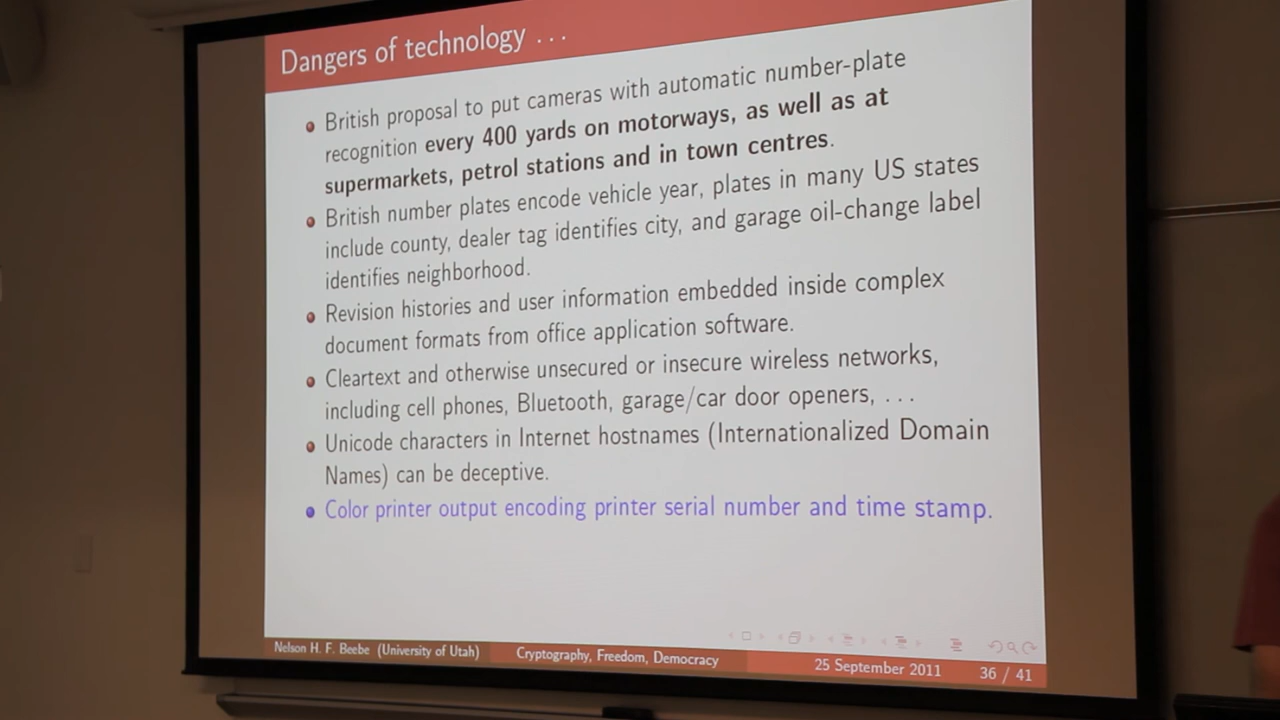 Dangers of technology ...
British proposal to put cameras with automatic number-plate
recognition every 400 yards on motorways, as well as at
supermarkets, petrol stations and in town centres.
British number plates encode vehicle year, plates in many US states
include county, dealer tag identifies city, and garage oil-change label
identifies neighborhood.
Revision histories and user information embedded inside complex
document formats from office application software.
Cleartext and otherwise unsecured or insecure wireless networks,
including cell phones, Bluetooth, garage/car door openers, ...
Unicode characters in Internet hostnames (Internationalized Domain
Names) can be deceptive.
Color printer output encoding printer serial number and time stamp.
Nelson H. F. Beebe (University of Utah) Cryptography, Freedom, Democracy 25 September 2011 36 / 41